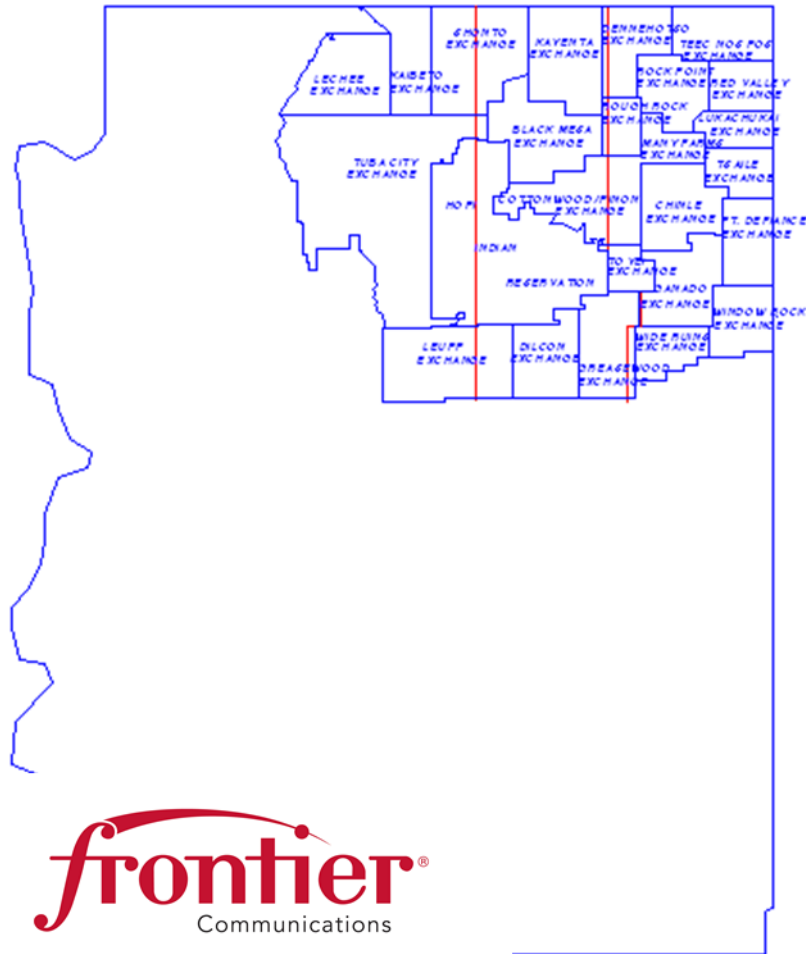 SHONTO
EXCHANGE
KAYENTA
EXCHANGE
DENNEHOTSO
EXCHANGE
TEEC NOS POS
EXCHANGE
LECHEE
EXCHANGE
KAIBETO
EXCHANGE
ROCK POINT
EXCHANGE
RED VALLEY
EXCHANGE
ROUGH ROCK
EXCHANGE
LUKACHUKAI
EXCHANGE
BLACK MESA
EXCHANGE
MANY FARMS
EXCHANGE
TUBA CITY
EXCHANGE
TSAILE
EXCHANGE
HOPI
INDIAN
RESERVATION
COTTONWOOD/PINON
EXCHANGE
CHINLE
EXCHANGE
FT. DEFIANCE
EXCHANGE
EXCHANGE
GANADO
EXCHANGE
WINDOW ROCK
EXCHANGE
LEUPP
EXCHANGE
DILCON
EXCHANGE
WIDE RUINS
EXCHANGE
GREASEWOOD
EXCHANGE
frontier®
Communications